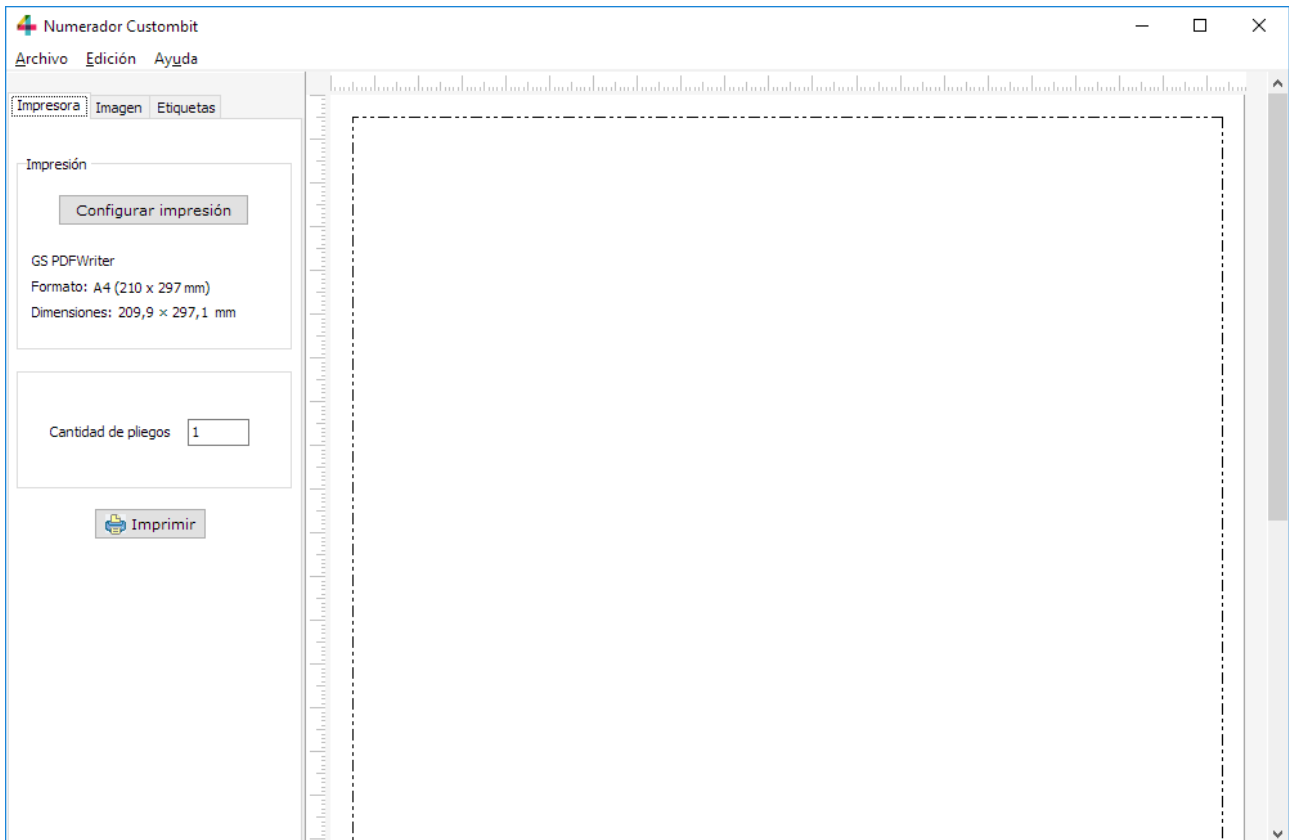 Numerador Custombit
Archivo Edición Ayuda
Impresora Imagen Etiquetas
Impresión
Configurar impresión
GS PDFWriter
Formato: A4 (210 x 297 mm)
Dimensiones: 209,9 × 297,1 mm
Cantidad de pliegos 1
Imprimir